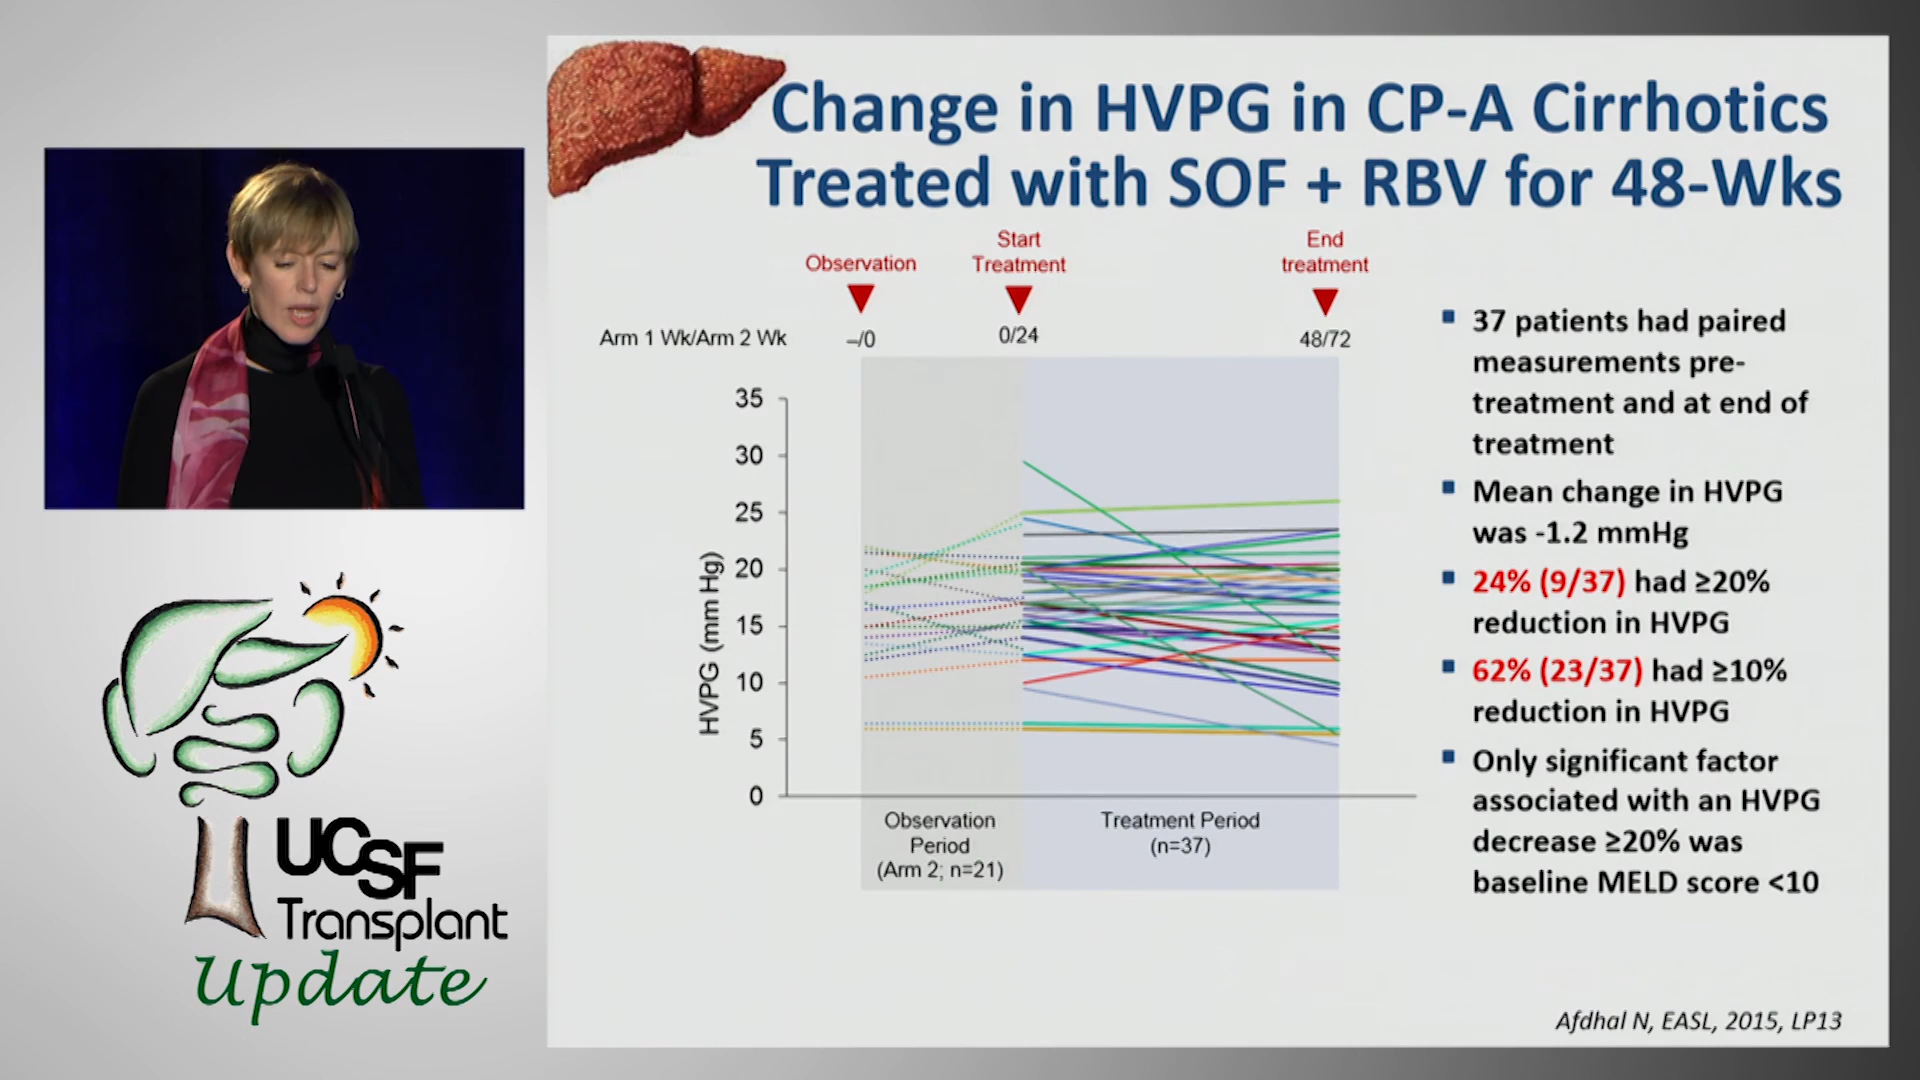 Change in HVPG in CP-A Cirrhotics
Treated with SOF + RBV for 48-Wks
Observation
Start
Treatment
End
treatment
Arm 1 Wk/Arm 2 Wk
–/0
0/24
48/72
35
30
25
20
15
10
5
0
HVPG (mm Hg)
Observation
Period
(Arm 2; n=21)
Treatment Period
(n=37)
37 patients had paired
measurements pre-
treatment and at end of
treatment
Mean change in HVPG
was -1.2 mmHg
24% (9/37) had ≥20%
reduction in HVPG
62% (23/37) had ≥10%
reduction in HVPG
Only significant factor
associated with an HVPG
decrease ≥20% was
baseline MELD score <10
Afdhal N, EASL, 2015, LP13
UCSF
Transplant
Update